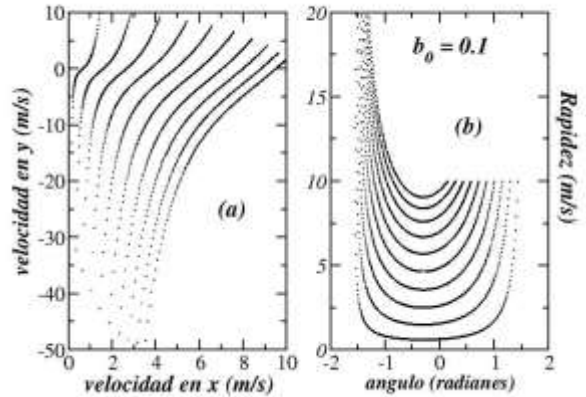 10
0
-10
-20
-30
-40
-50
velocidad en y (m/s)
(a)
0 2 4 6 8 10
velocidad en x (m/s)
20
15
10
5
0
b0 = 0.1
(b)
Rapidez (m/s)
-2 -1 0 1 2
angulo (radianes)